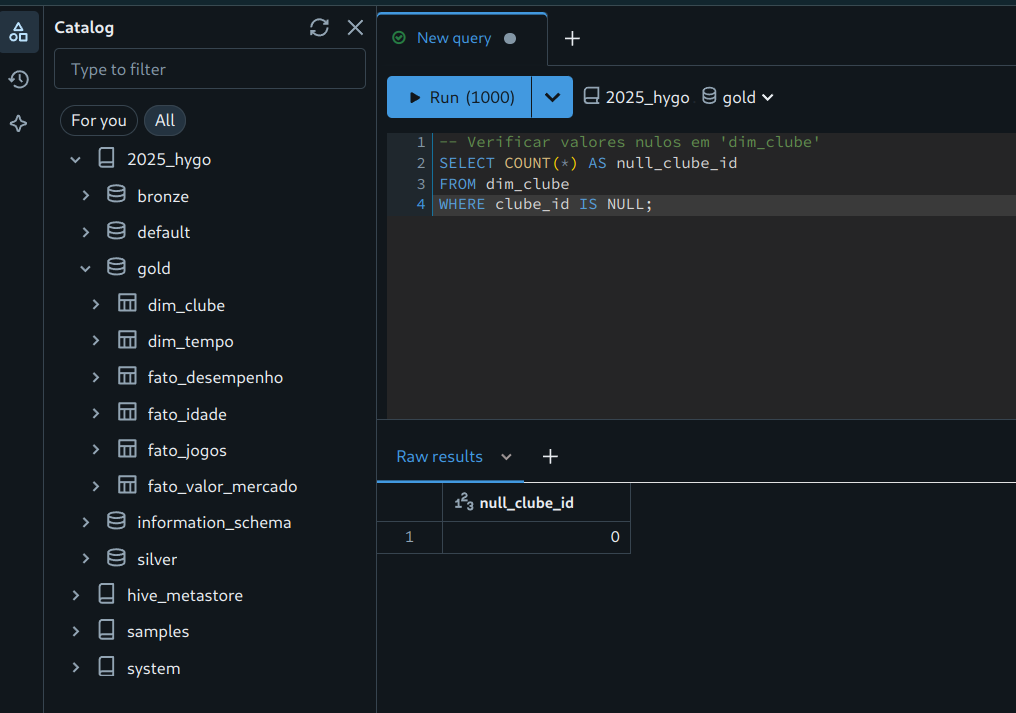 Catalog
Type to filter
For you All
2025_hygo
bronze
default
gold
dim_clube
dim_tempo
fato_desempenho
fato_idade
fato_jogos
fato_valor_mercado
information_schema
silver
hive_metastore
samples
system
New query
Run (1000) 2025_hygo gold
1 -- Verificar valores nulos em 'dim_clube'
2 SELECT COUNT(*) AS null_clube_id
3 FROM dim_clube
4 WHERE clube_id IS NULL;
Raw results
123 null_clube_id
1 0